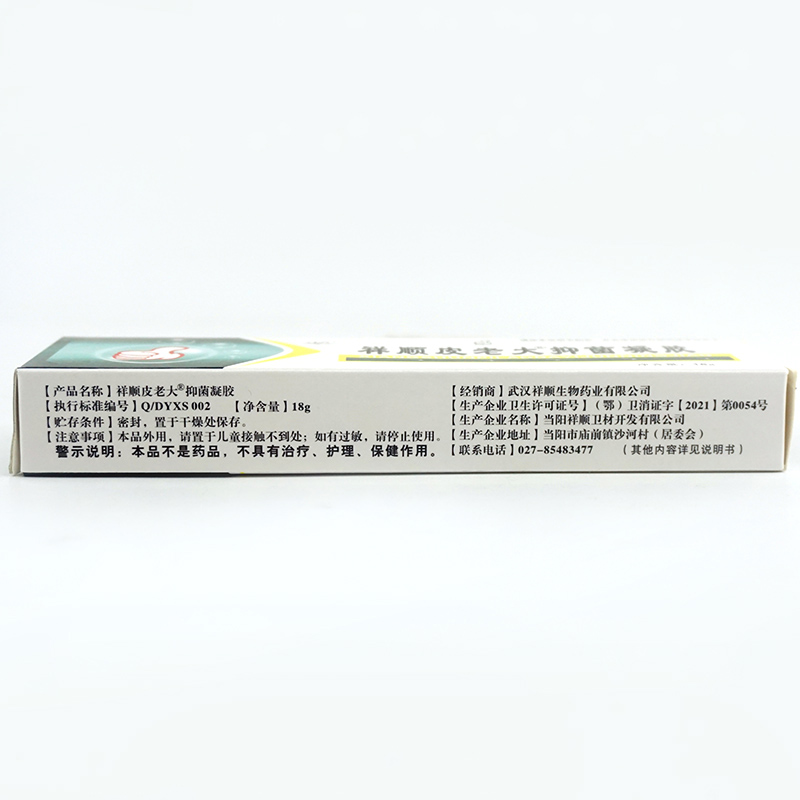 祥顺皮老大抑菌凝胶
【产品名称】祥顺皮老大®抑菌凝胶
【执行标准编号】Q/DYXS 002 【净含量】18g
【贮存条件】密封，置于干燥处保存。
【注意事项】本品外用，请置于儿童接触不到处；如有过敏，请停止使用。
警示说明：本品不是药品，不具有治疗、护理、保健作用。
【经销商】武汉祥顺生物药业有限公司
【生产企业卫生许可证号】（鄂）卫消证字【2021】第0054号
【生产企业名称】当阳祥顺卫材开发有限公司
【生产企业地址】当阳市庙前镇沙河村（居委会）
【联系电话】027-85483477 （其他内容详见说明书）